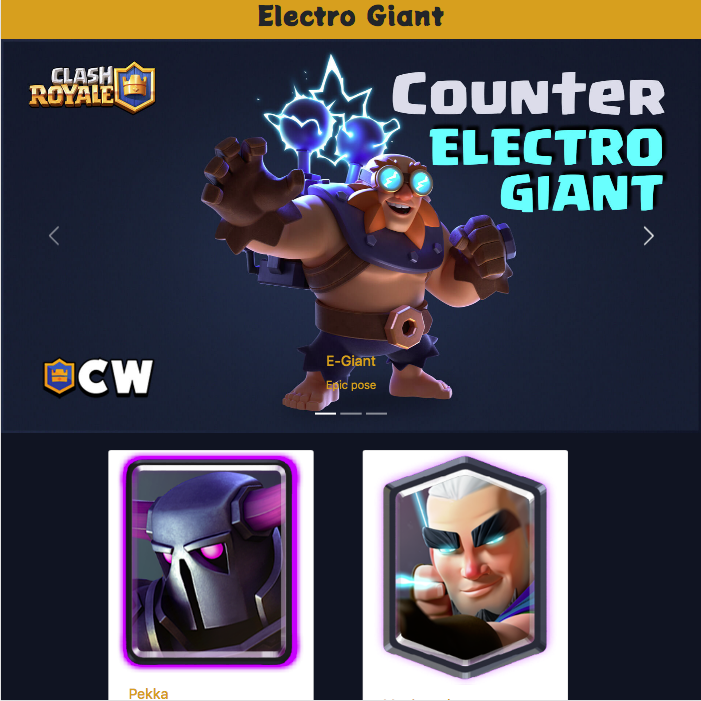 Electro Giant
CLASH
ROYALE
Counter
ELECTRO
GIANT
CW
E-Giant
Epic pose
Pekka